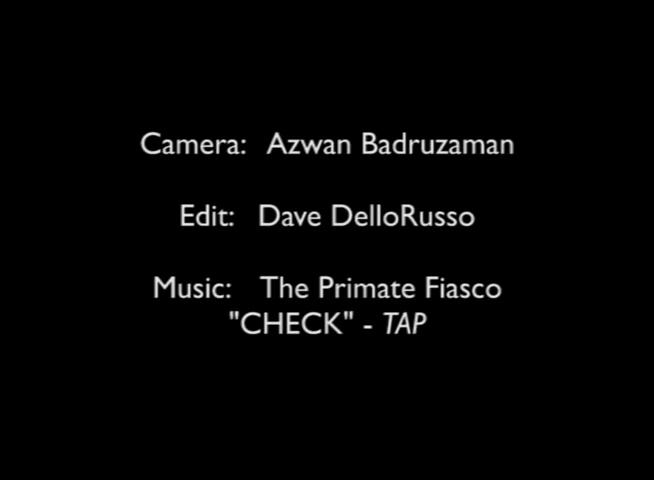 Camera: Azwan Badruzaman
Edit: Dave DelloRusso
Music: The Primate Fiasco
"CHECK" - TAP